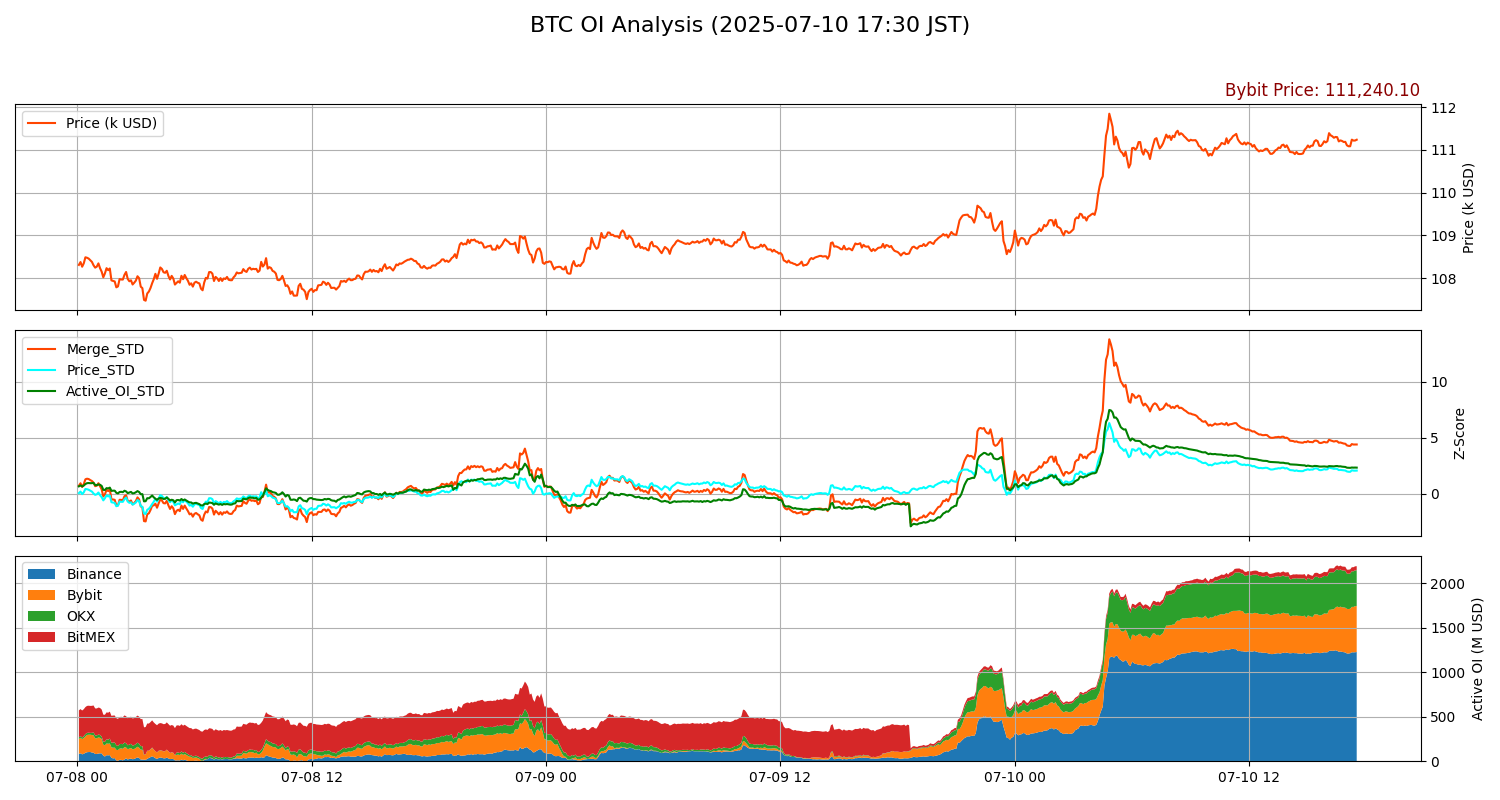 BTC OI Analysis (2025-07-10 17:30 JST)
Bybit Price: 111,240.10
Price (k USD)
112
111
110
109
108
Price (k USD)
Merge_STD
Price_STD
Active_OI_STD
10
5
0
Z-Score
Binance
Bybit
OKX
BitMEX
2000
1500
1000
500
0
Active OI (M USD)
07-08 00
07-08 12
07-09 00
07-09 12
07-10 00
07-10 12